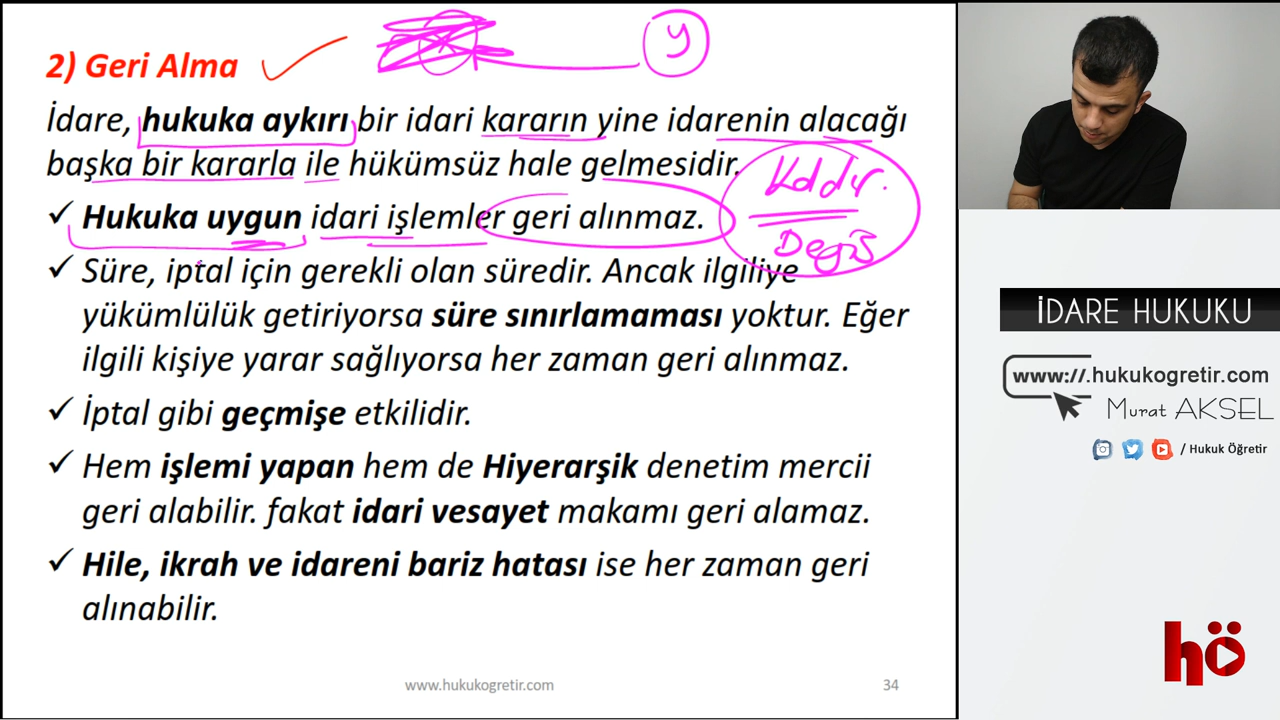 y
2) Geri Alma
İdare, hukuka aykırı bir idari kararın yine idarenin alacağı
başka bir kararla ile hükümsüz hale gelmesidir.
Kaldır.
Değiş
✓ Hukuka uygun idari işlemler geri alınmaz.
✓ Süre, iptal için gerekli olan süredir. Ancak ilgiliye
yükümlülük getiriyorsa süre sınırlamaması yoktur. Eğer
ilgili kişiye yarar sağlıyorsa her zaman geri alınmaz.
✓ İptal gibi geçmişe etkilidir.
✓ Hem işlemi yapan hem de Hiyerarşik denetim mercii
geri alabilir. fakat idari vesayet makamı geri alamaz.
✓ Hile, ikrah ve idareni bariz hatası ise her zaman geri
alınabilir.
www.hukukogretir.com
34
İDARE HUKUKU
www://.hukukogretir.com
Murat AKSEL
/ Hukuk Öğretir
hö